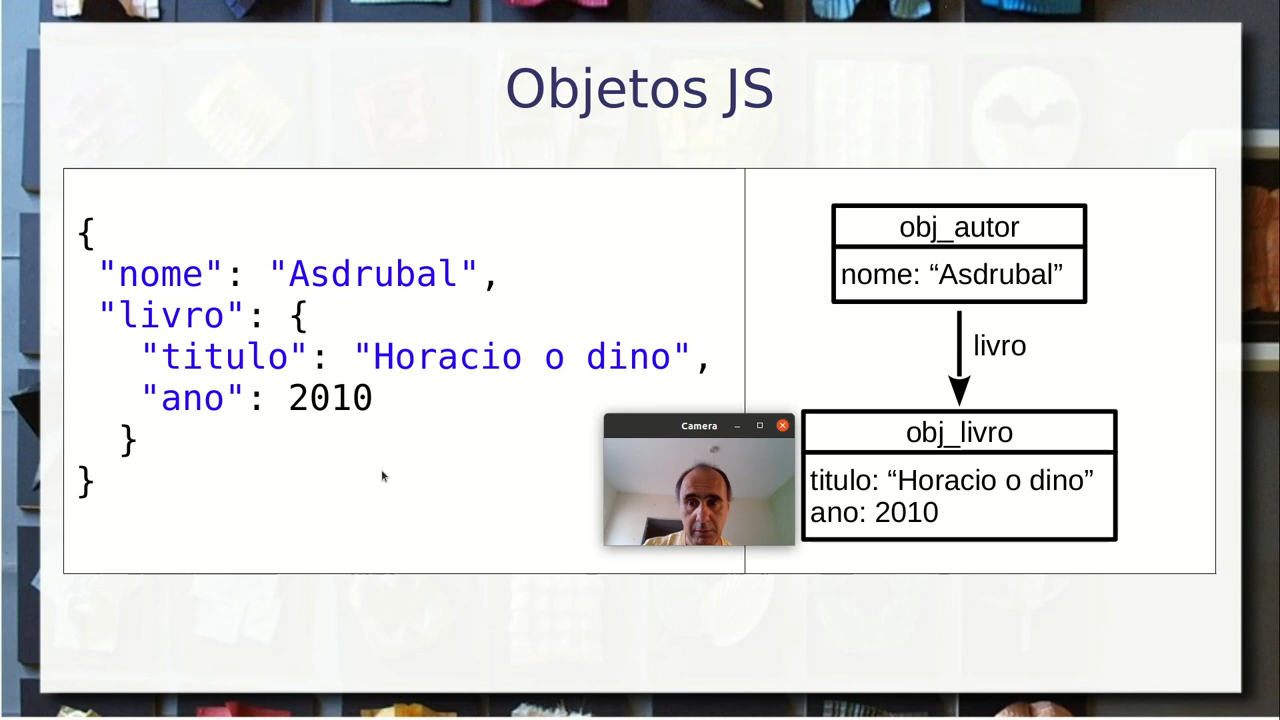 Objetos JS
{
"nome": "Asdrubal",
"livro": {
"titulo": "Horacio o dino",
"ano": 2010
}
}
Camera
obj_autor
nome: “Asdrubal”
livro
obj_livro
titulo: “Horacio o dino”
ano: 2010